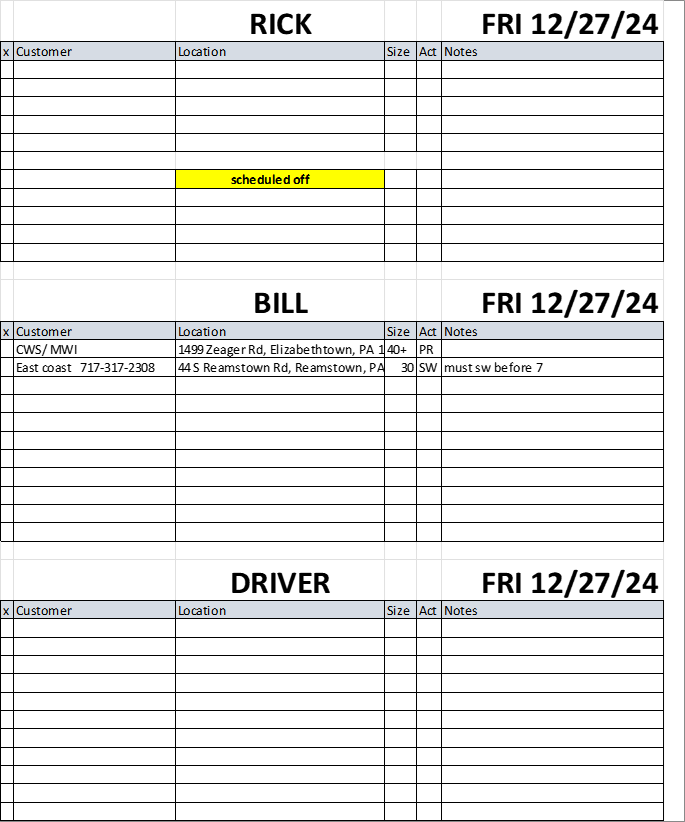 RICK FRI 12/27/24
x Customer Location Size Act Notes
scheduled off
BILL FRI 12/27/24
x Customer Location Size Act Notes
CWS/ MWI 1499 Zeager Rd, Elizabethtown, PA 1 40+ PR
East coast 717-317-2308 44 S Reamstown Rd, Reamstown, PA 30 SW must sw before 7
DRIVER FRI 12/27/24
x Customer Location Size Act Notes